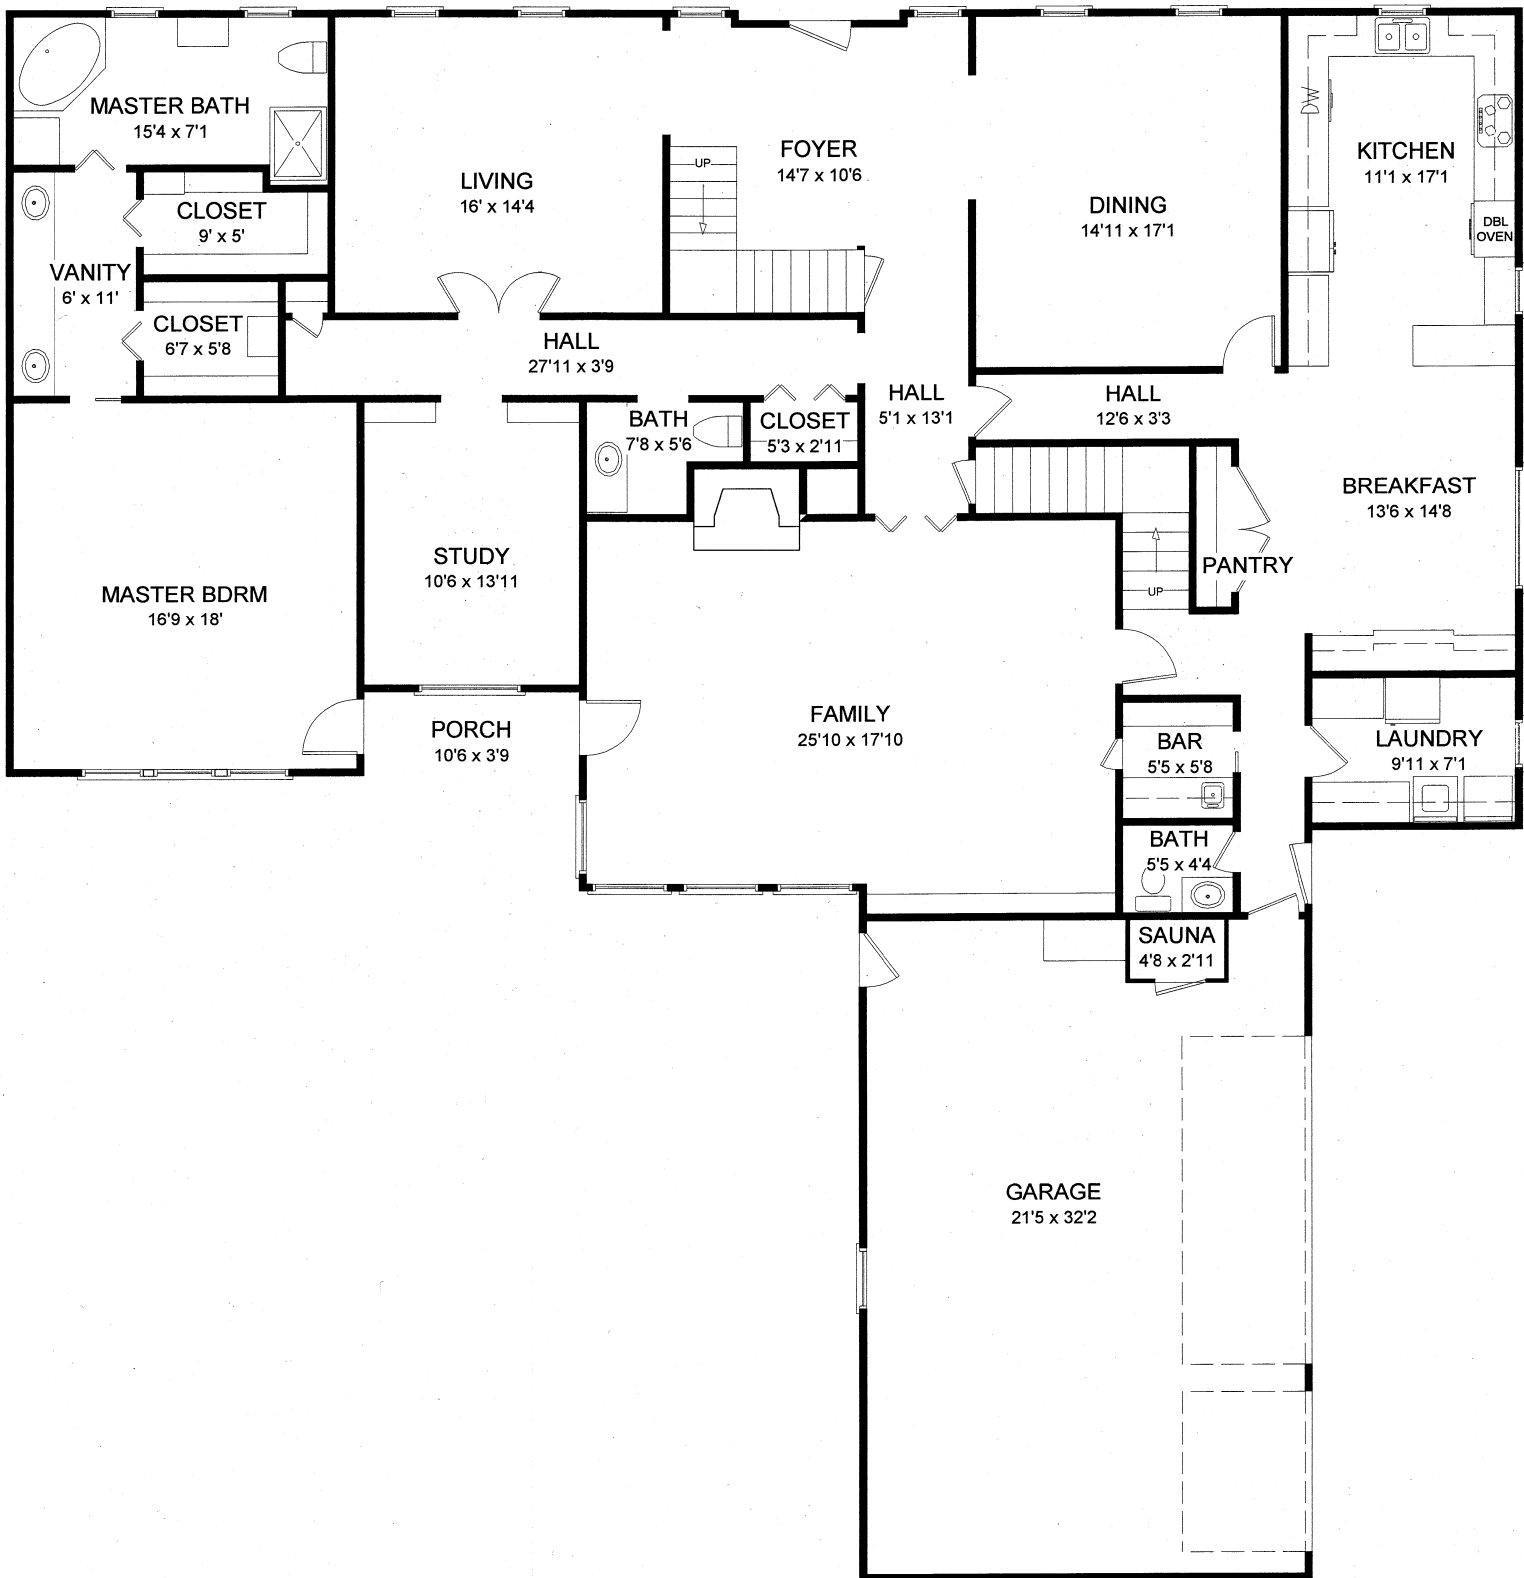 MASTER BATH
15'4 x 7'1
LIVING
16' x 14'4
UP
FOYER
14'7 x 10'6
DINING
14'11 x 17'1
DW
KITCHEN
11'1 x 17'1
DBL
OVEN
CLOSET
9' x 5'
VANITY
6' x 11'
CLOSET
6'7 x 5'8
HALL
27'11 x 3'9
HALL
5'1 x 13'1
HALL
12'6 x 3'3
BATH
7'8 x 5'6
CLOSET
5'3 x 2'11
BREAKFAST
13'6 x 14'8
STUDY
10'6 x 13'11
MASTER BDRM
16'9 x 18'
UP
PANTRY
PORCH
10'6 x 3'9
FAMILY
25'10 x 17'10
BAR
5'5 x 5'8
LAUNDRY
9'11 x 7'1
BATH
5'5 x 4'4
SAUNA
4'8 x 2'11
GARAGE
21'5 x 32'2